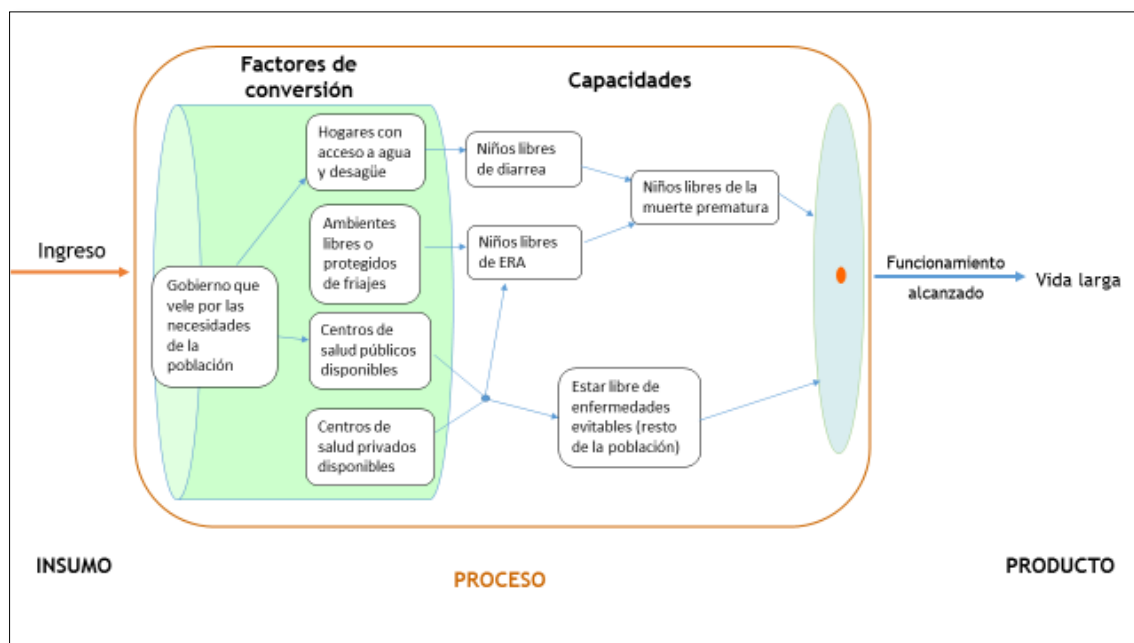 Factores de
conversión
Capacidades
Hogares con
acceso a agua
y desagüe
Niños libres
de diarrea
Niños libres de la
muerte prematura
Ambientes
libres o
protegidos
de friajes
Niños libres
de ERA
Ingreso
Gobierno que
vele por las
necesidades
de la
población
Funcionamiento
alcanzado
Vida larga
Centros de
salud públicos
disponibles
Estar libre de
enfermedades
evitables (resto
de la población)
Centros de
salud privados
disponibles
INSUMO
PROCESO
PRODUCTO